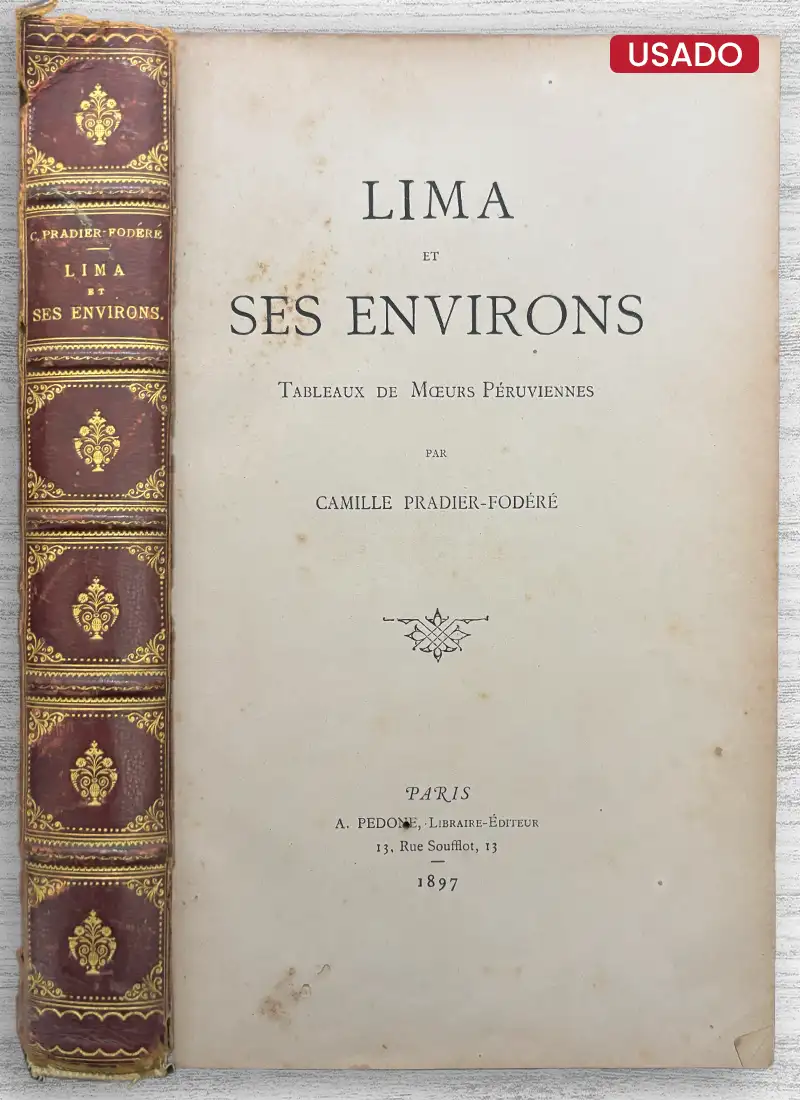 USADO
C. PRADIER-FODÉRÉ
LIMA
ET
SES ENVIRONS.
LIMA
ET
SES ENVIRONS
TABLEAUX DE MŒURS PÉRUVIENNES
PAR
CAMILLE PRADIER-FODÉRÉ
PARIS
A. PEDONE, LIBRAIRE-ÉDITEUR
13, Rue Soufflot, 13
1897